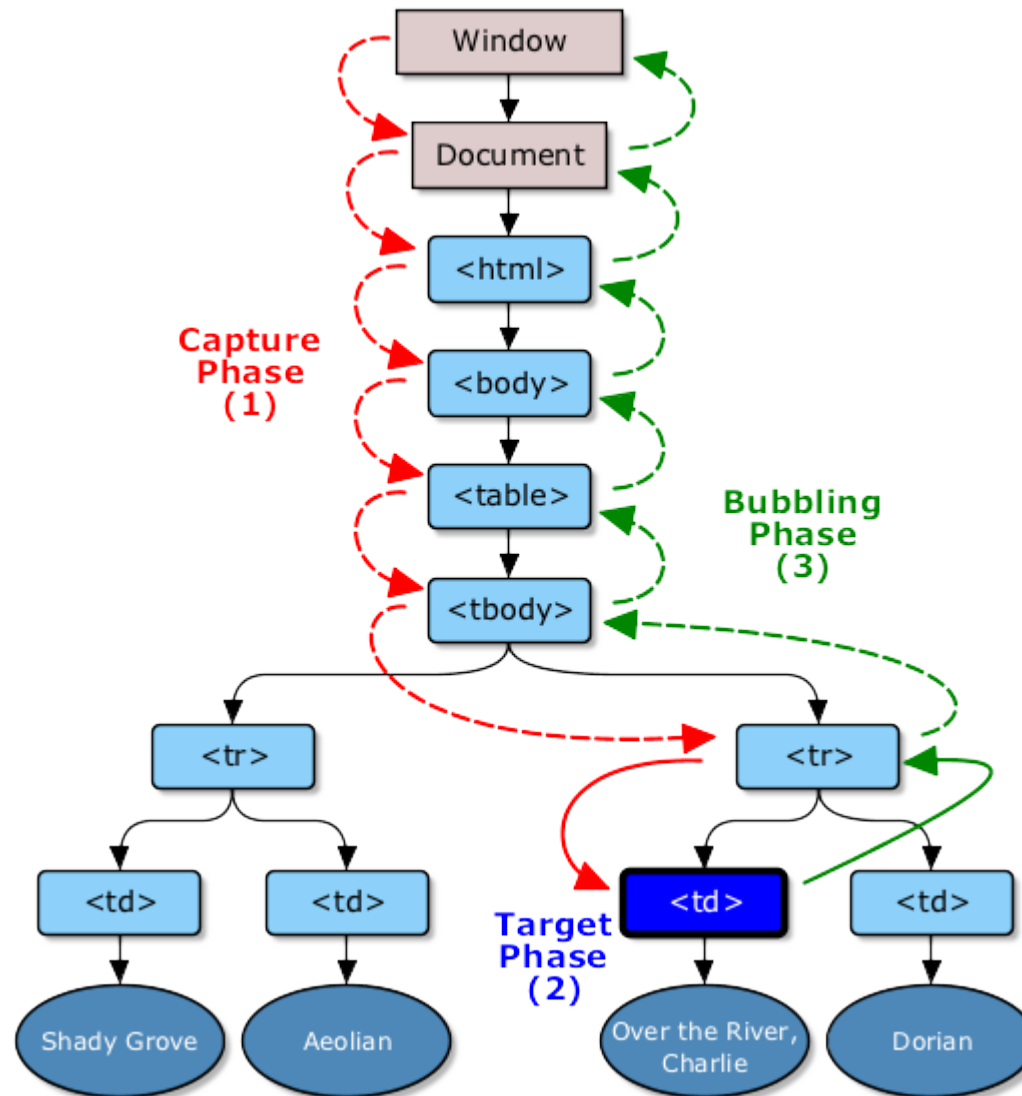 Window
Document
<html>
Capture
Phase
(1)
<body>
<table>
Bubbling
Phase
(3)
<tbody>
<tr>
<tr>
<td>
<td>
<td>
<td>
Target
Phase
(2)
Shady Grove
Aeolian
Over the River,
Charlie
Dorian